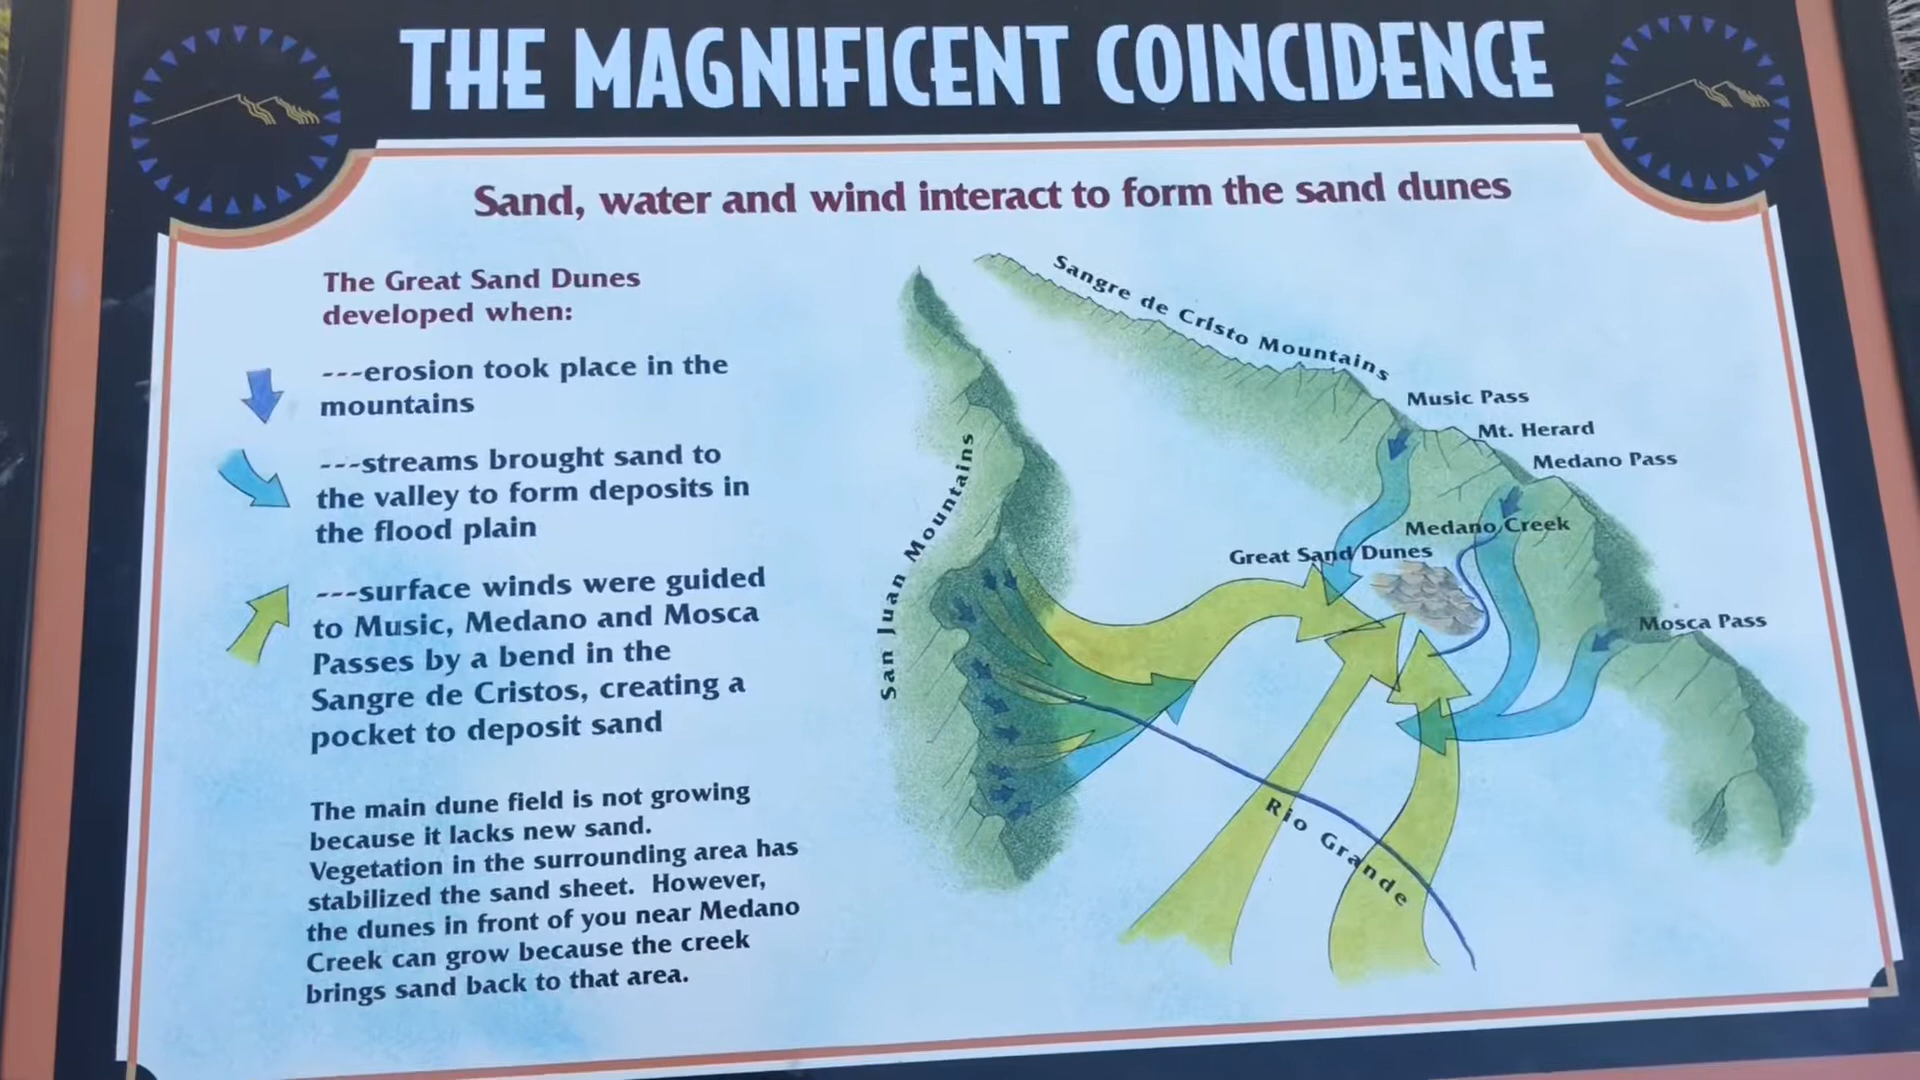 THE MAGNIFICENT COINCIDENCE
Sand, water and wind interact to form the sand dunes
The Great Sand Dunes
developed when:
---erosion took place in the
mountains
---streams brought sand to
the valley to form deposits in
the flood plain
---surface winds were guided
to Music, Medano and Mosca
Passes by a bend in the
Sangre de Cristos, creating a
pocket to deposit sand
The main dune field is not growing
because it lacks new sand.
Vegetation in the surrounding area has
stabilized the sand sheet. However,
the dunes in front of you near Medano
Creek can grow because the creek
brings sand back to that area.
Sangre de Cristo Mountains
Music Pass
Mt. Herard
Medano Pass
Medano Creek
Great Sand Dunes
Mosca Pass
San Juan Mountains
Rio Grande